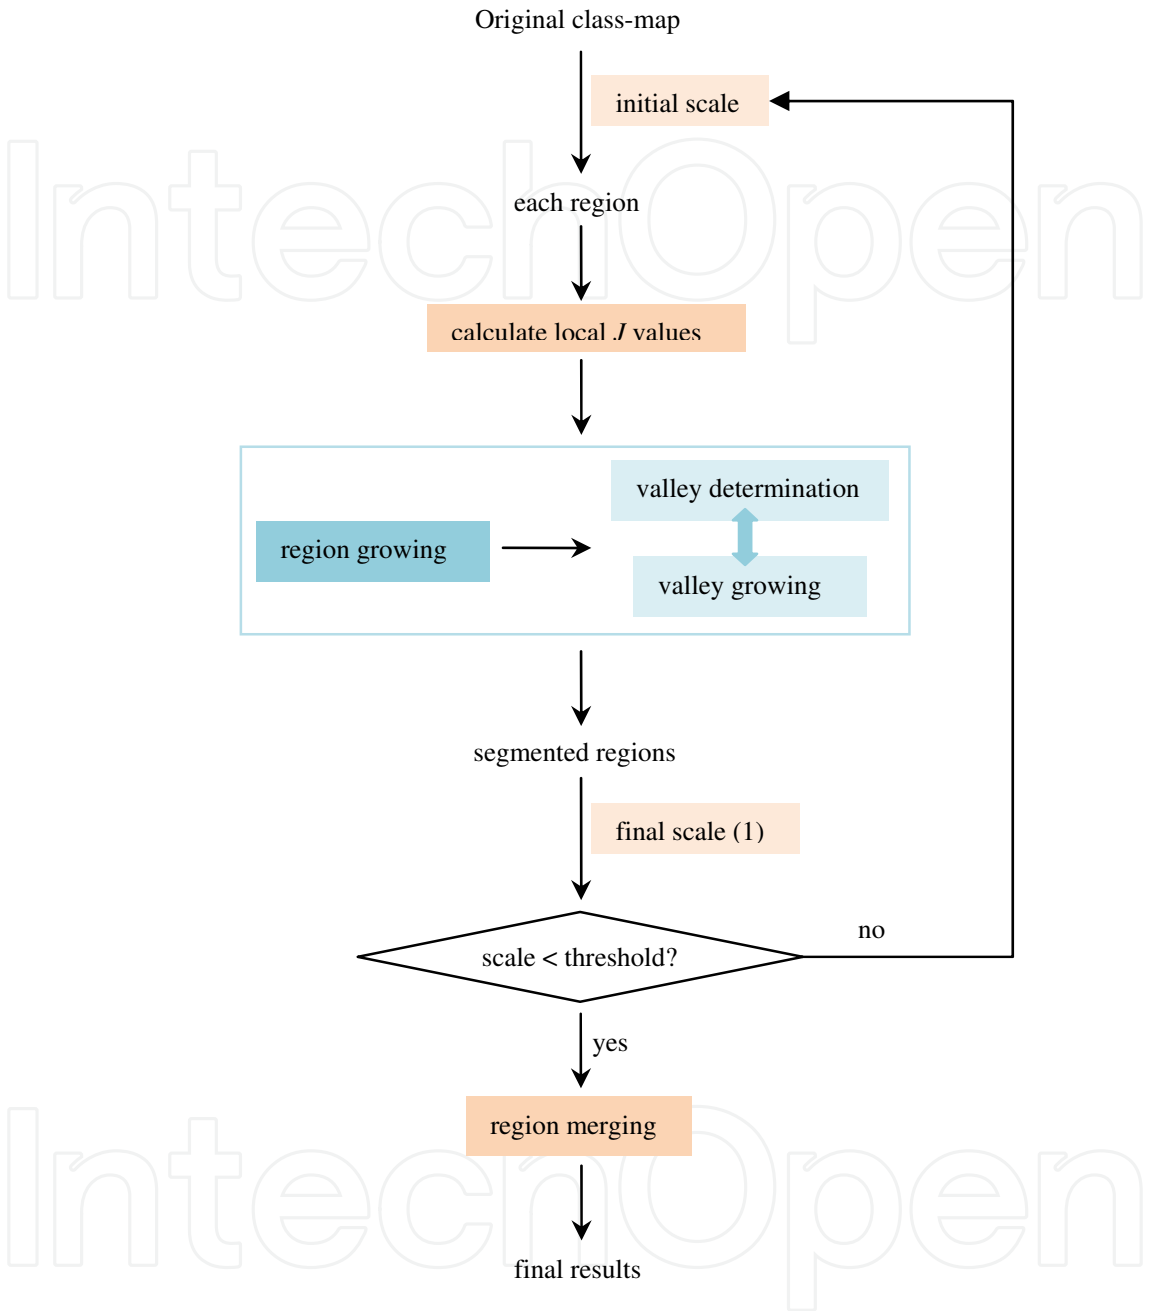 Original class-map
initial scale
IntechOpen
each region
calculate local J values
valley determination
region growing
valley growing
segmented regions
final scale (1)
no
scale < threshold?
yes
region merging
IntechOpen
final results